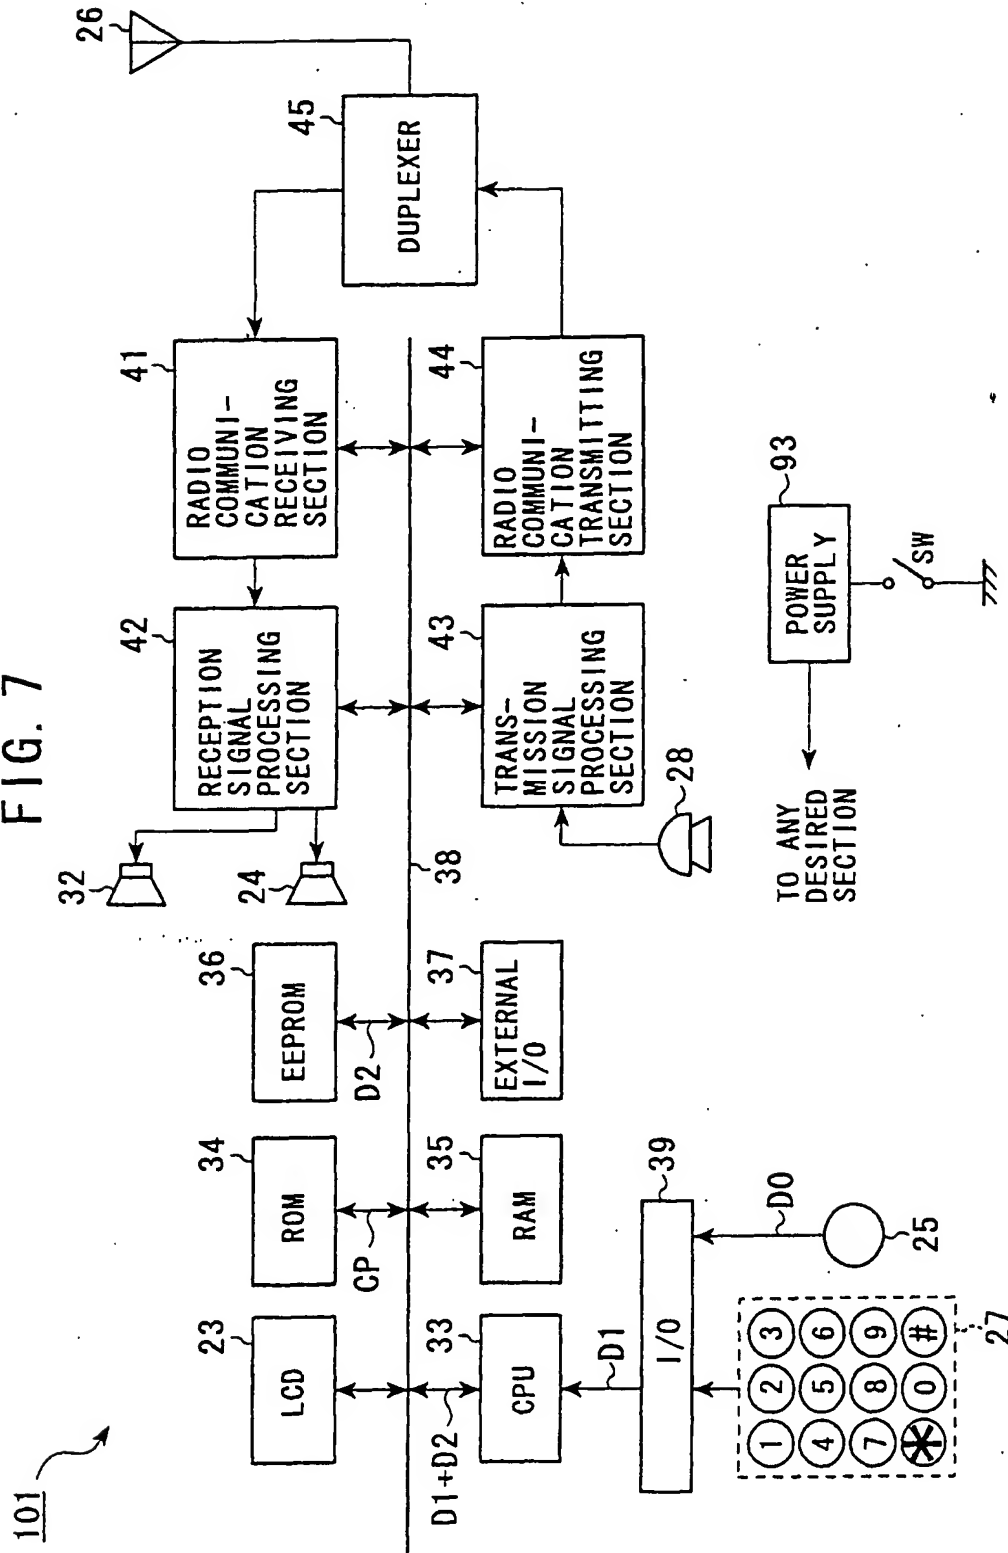 FIG. 7
101
23
LCD
34
ROM
CP
36
EEPROM
D2
32
24
42
RECEPTION
SIGNAL
PROCESSING
SECTION
41
RADIO
COMMUNI-
CATION
RECEIVING
SECTION
45
DUPLEXER
26
38
D1+D2
33
CPU
35
RAM
37
EXTERNAL
I/O
43
TRANS-
MISSION
SIGNAL
PROCESSING
SECTION
28
44
RADIO
COMMUNI-
CATION
TRANSMITTING
SECTION
D1
39
I/O
D0
25
1 2 3
4 5 6
7 8 9
* 0 #
27
TO ANY
DESIRED
SECTION
POWER
SUPPLY
93
SW